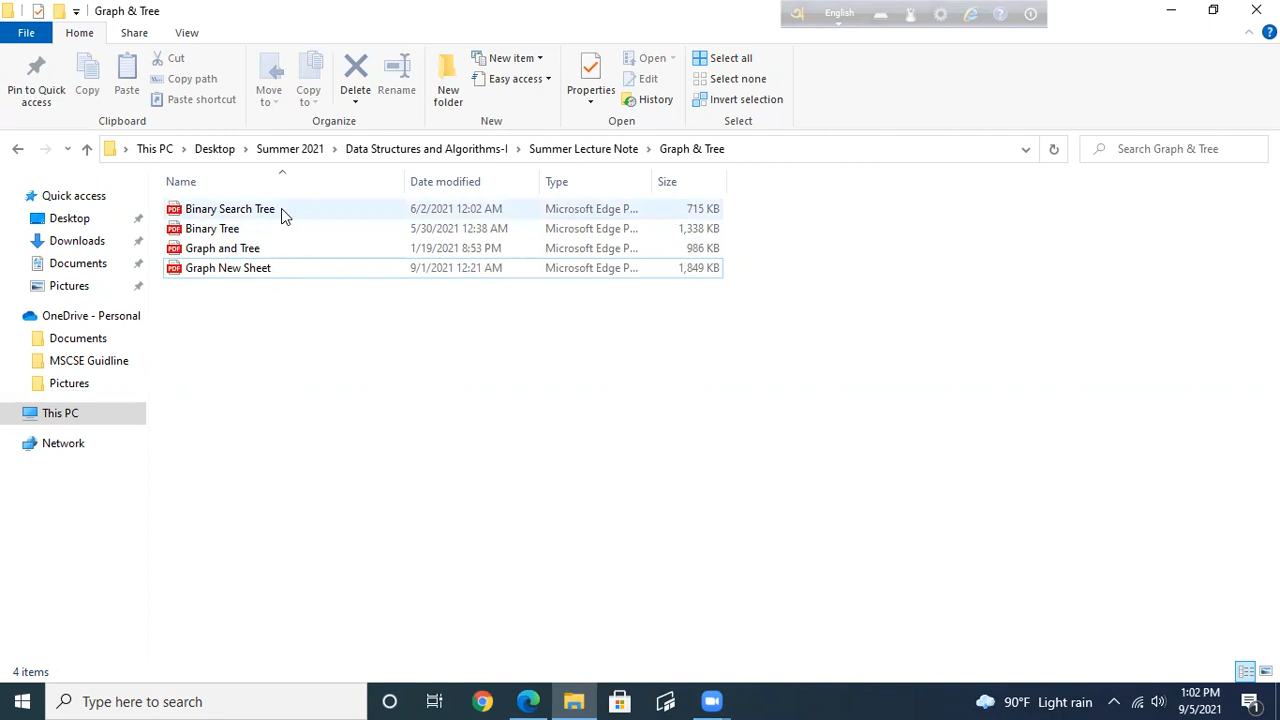 Graph & Tree
অ English
File Home Share View
Pin to Quick access
Copy
Paste
Cut
Copy path
Paste shortcut
Clipboard
Move to
Copy to
Delete
Rename
Organize
New folder
New item
Easy access
New
Properties
Open
Edit
History
Open
Select all
Select none
Invert selection
Select
This PC Desktop Summer 2021 Data Structures and Algorithms-I Summer Lecture Note Graph & Tree
Search Graph & Tree
Name Date modified Type Size
Binary Search Tree 6/2/2021 12:02 AM Microsoft Edge P... 715 KB
Binary Tree 5/30/2021 12:38 AM Microsoft Edge P... 1,338 KB
Graph and Tree 1/19/2021 8:53 PM Microsoft Edge P... 986 KB
Graph New Sheet 9/1/2021 12:21 AM Microsoft Edge P... 1,849 KB
Quick access
Desktop
Downloads
Documents
Pictures
OneDrive - Personal
Documents
MSCSE Guidline
Pictures
This PC
Network
4 items
Type here to search
90°F Light rain
1:02 PM
9/5/2021
1